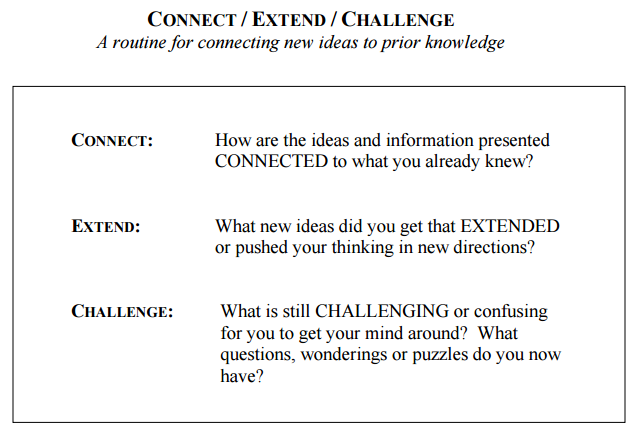 CONNECT / EXTEND / CHALLENGE
A routine for connecting new ideas to prior knowledge
CONNECT: How are the ideas and information presented
CONNECTED to what you already knew?
EXTEND: What new ideas did you get that EXTENDED
or pushed your thinking in new directions?
CHALLENGE: What is still CHALLENGING or confusing
for you to get your mind around? What
questions, wonderings or puzzles do you now
have?